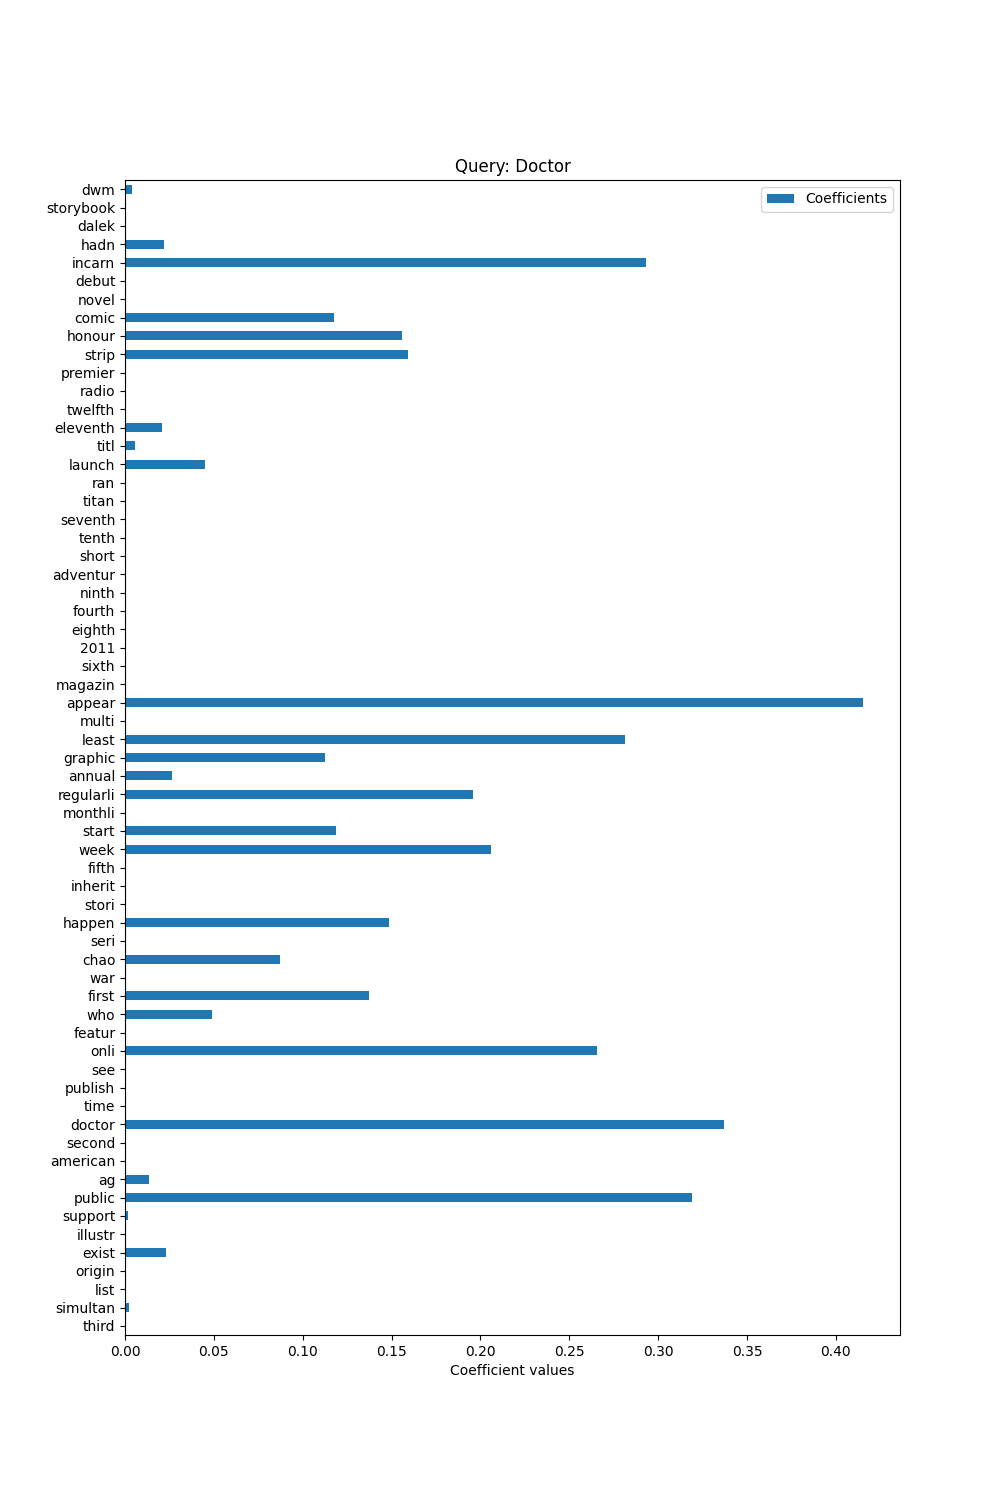 Query: Doctor
Coefficients
dwm
storybook
dalek
hadn
incarn
debut
novel
comic
honour
strip
premier
radio
twelfth
eleventh
titl
launch
ran
titan
seventh
tenth
short
adventur
ninth
fourth
eighth
2011
sixth
magazin
appear
multi
least
graphic
annual
regularli
monthli
start
week
fifth
inherit
stori
happen
seri
chao
war
first
who
featur
onli
see
publish
time
doctor
second
american
ag
public
support
illustr
exist
origin
list
simultan
third
0.00 0.05 0.10 0.15 0.20 0.25 0.30 0.35 0.40
Coefficient values